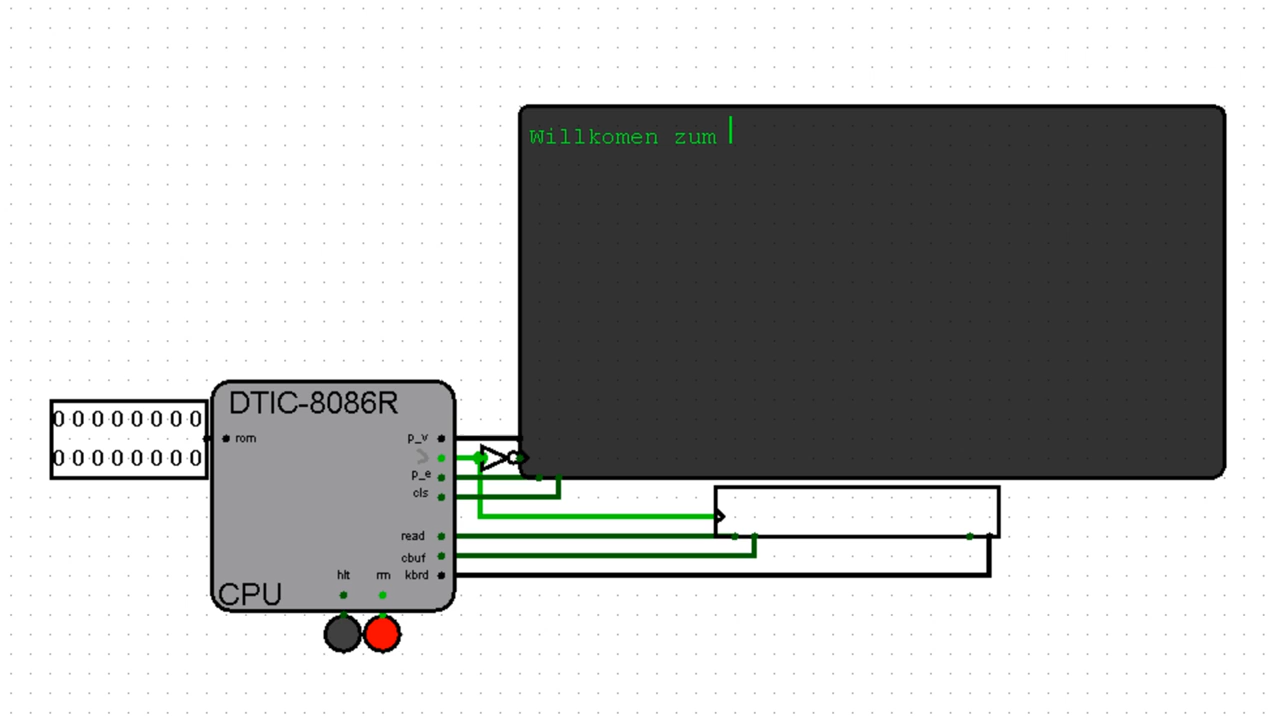 Willkomen zum
DTIC-8086R
0 0 0 0 0 0 0 0
0 0 0 0 0 0 0 0
rom
p_v
p_e
cls
read
cbuf
hlt
rm
kbrd
CPU